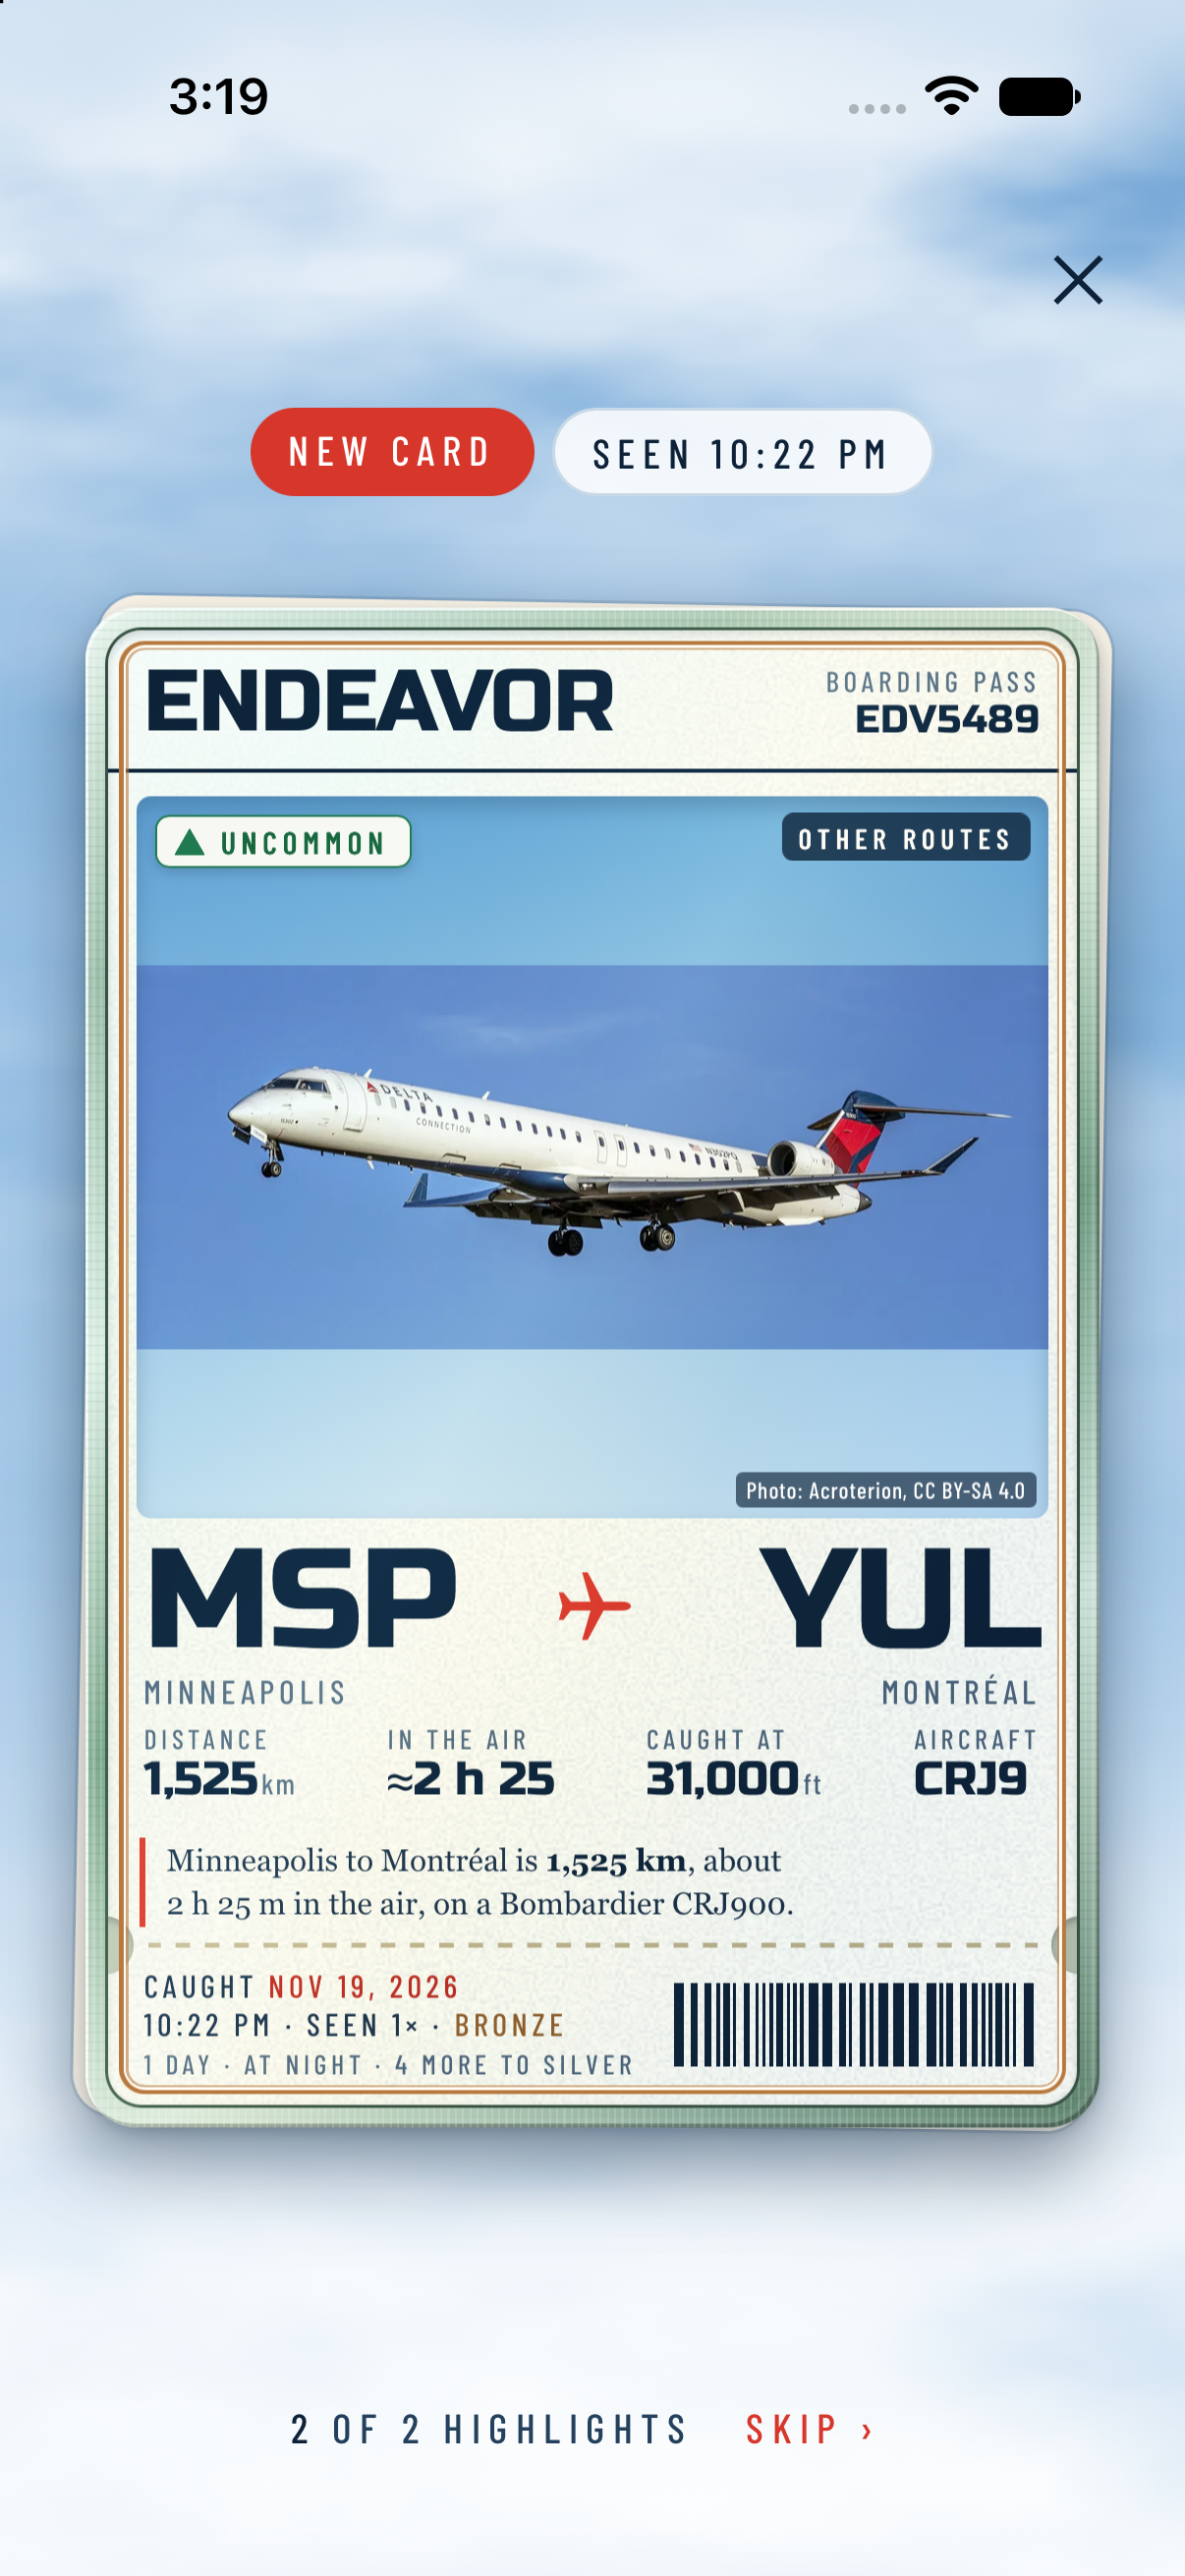 3:19
NEW CARD
SEEN 10:22 PM
ENDEAVOR
BOARDING PASS
EDV5489
UNCOMMON
OTHER ROUTES
DELTA
CONNECTION
Photo: Acroterion, CC BY-SA 4.0
MSP YUL
MINNEAPOLIS MONTRÉAL
DISTANCE IN THE AIR CAUGHT AT AIRCRAFT
1,525 km ≈2 h 25 31,000 ft CRJ9
Minneapolis to Montréal is 1,525 km, about
2 h 25 m in the air, on a Bombardier CRJ900.
CAUGHT NOV 19, 2026
10:22 PM · SEEN 1× · BRONZE
1 DAY · AT NIGHT · 4 MORE TO SILVER
2 OF 2 HIGHLIGHTS SKIP ›